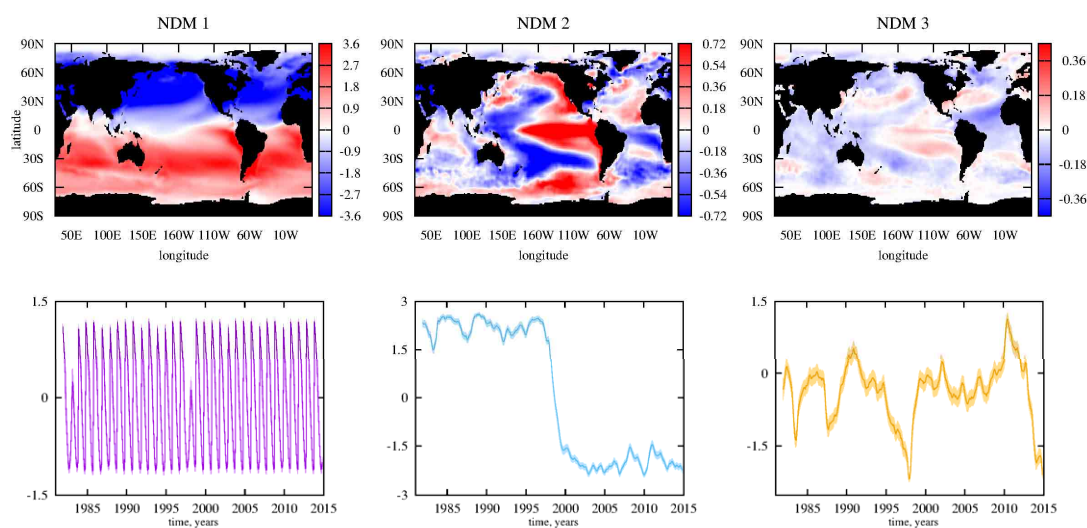 NDM 1
NDM 2
NDM 3
90N
60N
30N
0
30S
60S
90S
latitude
50E 100E 150E 160W 110W 60W 10W
longitude
3.6
2.7
1.8
0.9
0
-0.9
-1.8
-2.7
-3.6
90N
60N
30N
0
30S
60S
90S
50E 100E 150E 160W 110W 60W 10W
longitude
0.72
0.54
0.36
0.18
0
-0.18
-0.36
-0.54
-0.72
90N
60N
30N
0
30S
60S
90S
50E 100E 150E 160W 110W 60W 10W
longitude
0.36
0.24
0.12
0
-0.12
-0.24
-0.36
1.5
0
-1.5
1985 1990 1995 2000 2005 2010 2015
time, years
3
1.5
0
-1.5
-3
1985 1990 1995 2000 2005 2010 2015
time, years
1.5
0
-1.5
1985 1990 1995 2000 2005 2010 2015
time, years